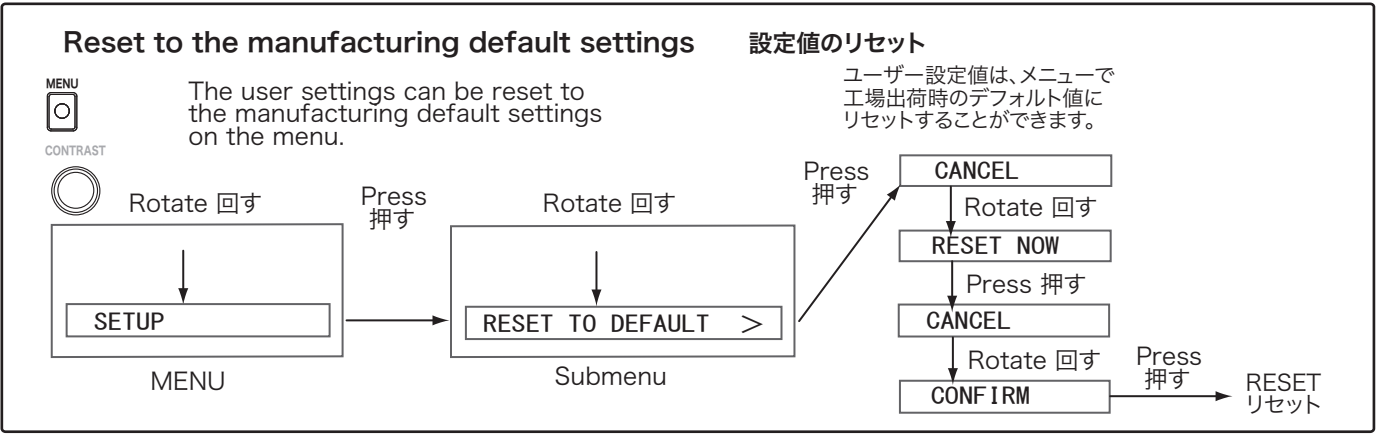 Reset to the manufacturing default settings 設定値のリセット
MENU
The user settings can be reset to
the manufacturing default settings
on the menu.
ユーザー設定値は、メニューで
工場出荷時のデフォルト値に
リセットすることができます。
CONTRAST
Rotate 回す
SETUP
MENU
Press
押す
Rotate 回す
RESET TO DEFAULT >
Submenu
Press
押す
CANCEL
Rotate 回す
RESET NOW
Press 押す
CANCEL
Rotate 回す
CONFIRM
Press
押す
RESET
リセット